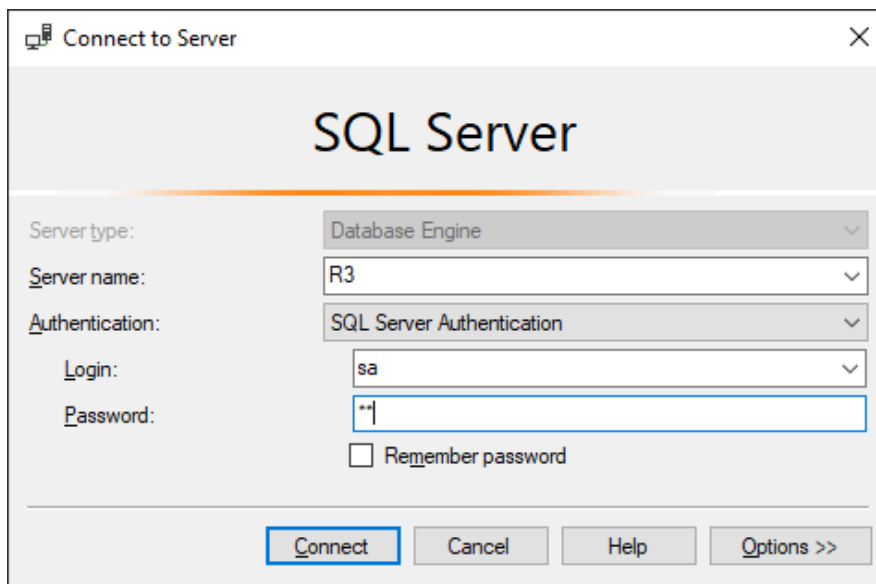 Connect to Server
SQL Server
Server type: Database Engine
Server name: R3
Authentication: SQL Server Authentication
Login: sa
Password: **
Remember password
Connect Cancel Help Options >>